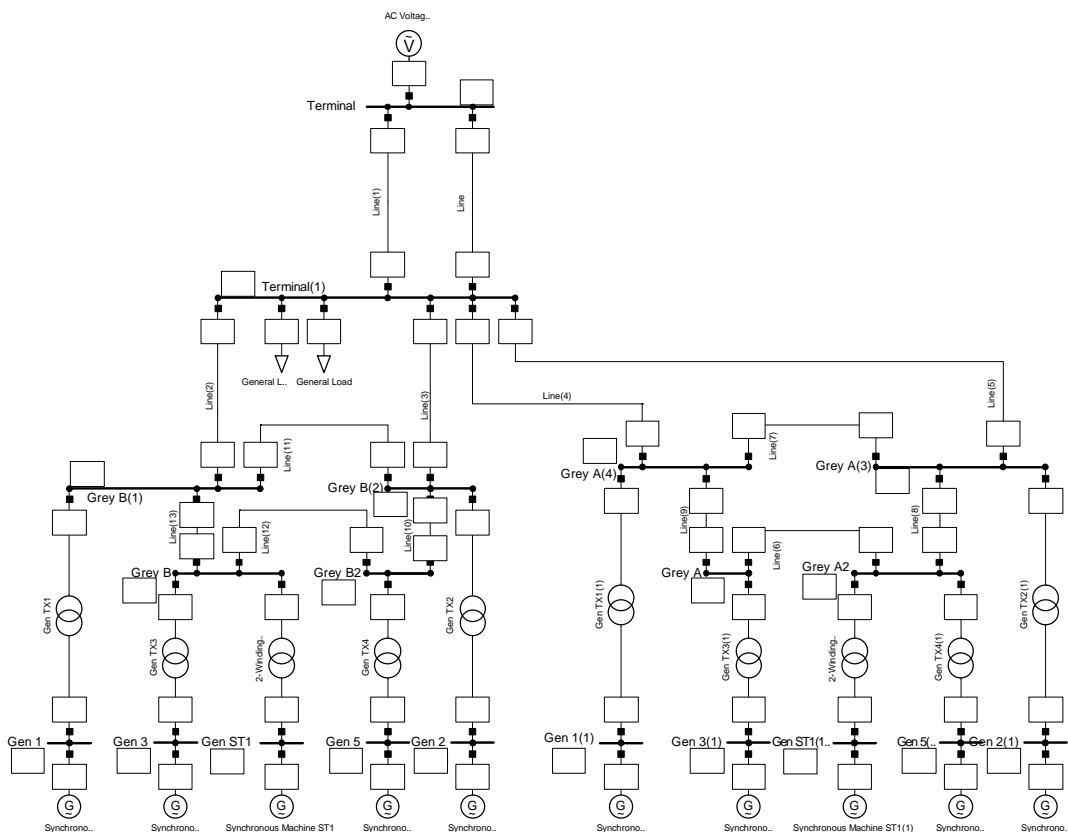 AC Voltag..
V
Terminal
Line(1)
Line
Terminal(1)
General L..
General Load
Line(2)
Line(3)
Line(4)
Line(5)
Line(11)
Line(7)
Grey B(1)
Grey B(2)
Grey A(4)
Grey A(3)
Line(13)
Line(12)
Line(10)
Line(9)
Line(6)
Line(8)
Grey B
Grey B2
Grey A
Grey A2
Gen TX1
Gen TX3
2-Winding..
Gen TX4
Gen TX2
Gen TX1(1)
Gen TX3(1)
2-Winding..
Gen TX4(1)
Gen TX2(1)
Gen 1
Gen 3
Gen ST1
Gen 5
Gen 2
Gen 1(1)
Gen 3(1)
Gen ST1(1..
Gen 5(..
Gen 2(1)
G
G
G
G
G
G
G
G
G
G
Synchrono..
Synchrono..
Synchronous Machine ST1
Synchrono..
Synchrono..
Synchrono..
Synchrono..
Synchronous Machine ST1(1)
Synchrono..
Synchrono..